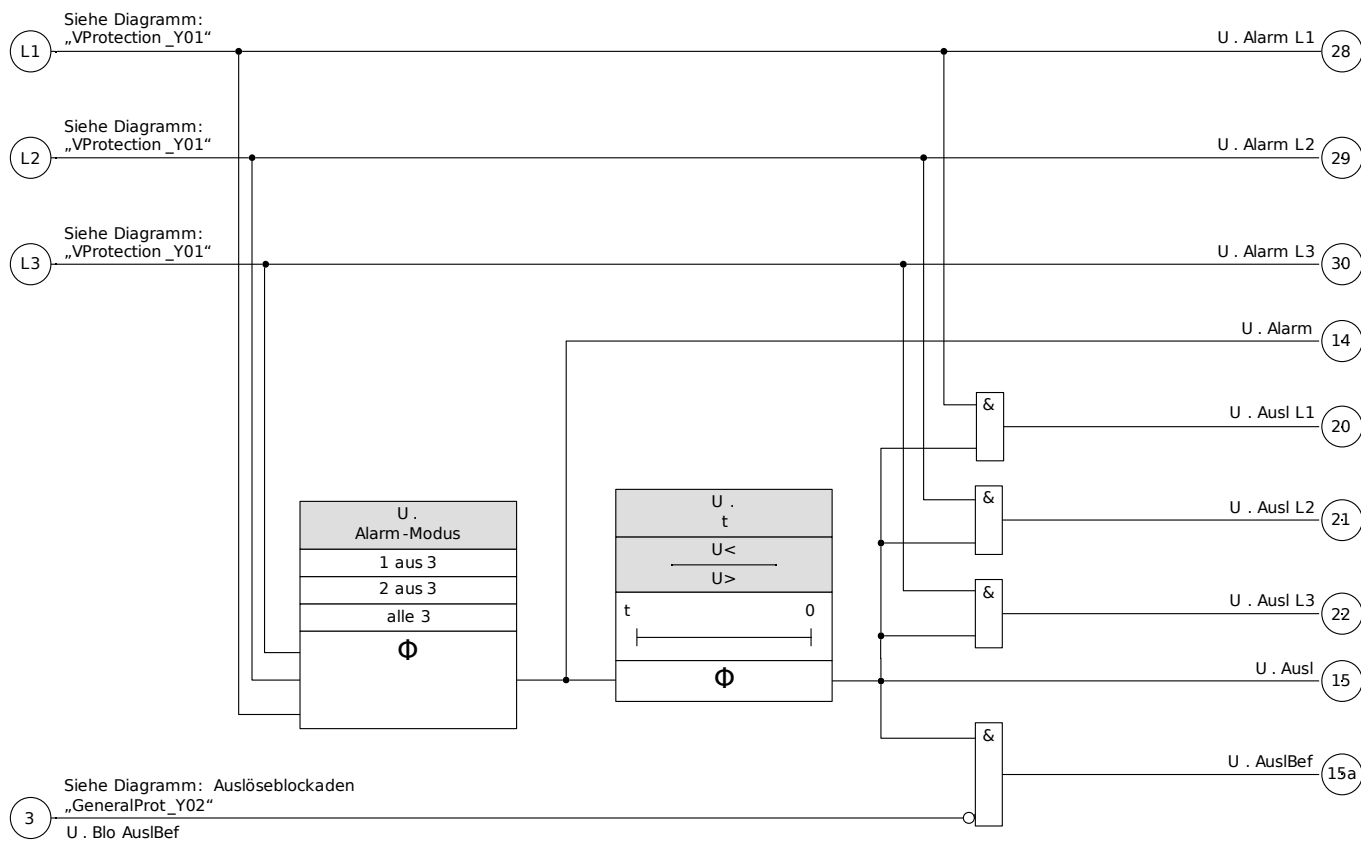 Siehe Diagramm:
„VProtection _Y01“
L1
U . Alarm L1
28
Siehe Diagramm:
„VProtection _Y01“
L2
U . Alarm L2
29
Siehe Diagramm:
„VProtection _Y01“
L3
U . Alarm L3
30
U . Alarm
14
&
U . Ausl L1
20
&
U . Ausl L2
21
&
U . Ausl L3
22
U .
Alarm -Modus
1 aus 3
2 aus 3
alle 3
Φ
U .
t
U<
U>
t 0
Φ
U . Ausl
15
&
U . AuslBef
15a
Siehe Diagramm: Auslöseblockaden
„GeneralProt_Y02“
3
U . Blo AuslBef